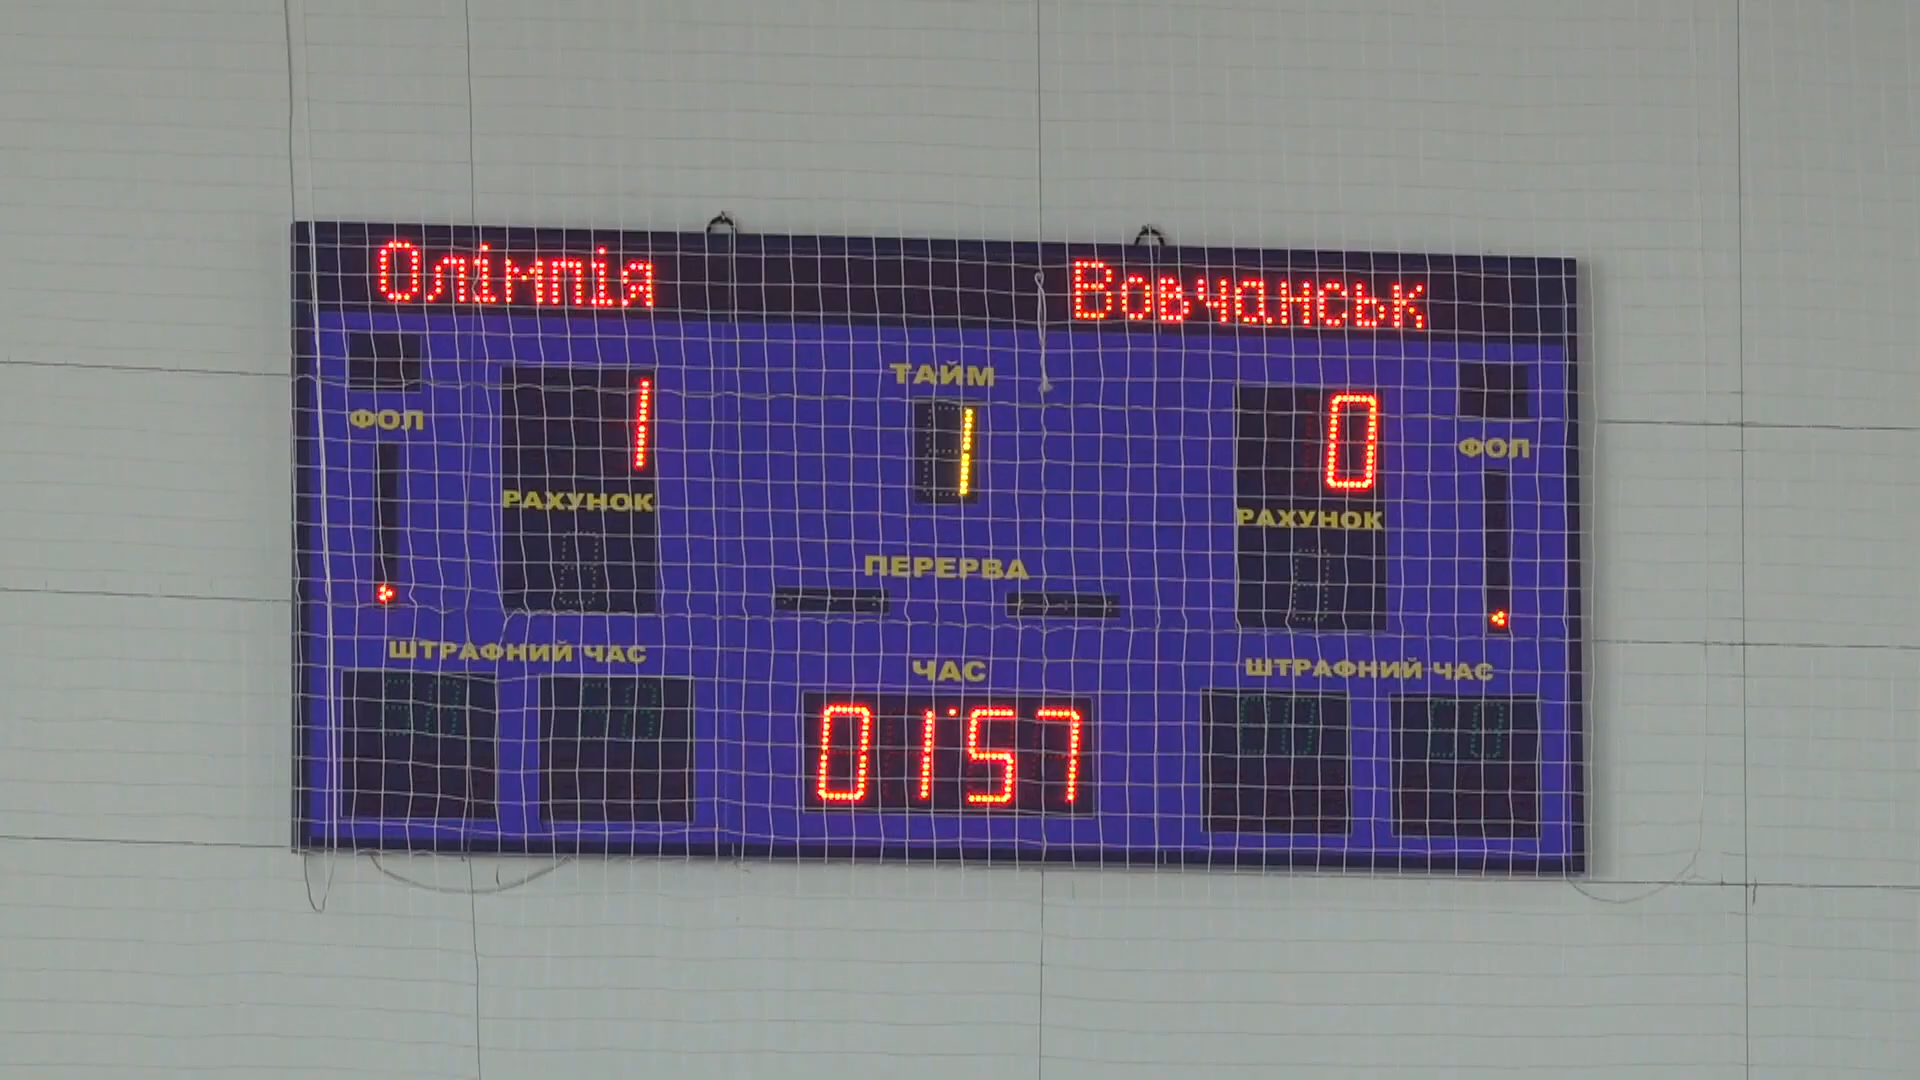 Олімпія Вовчанськ
ТАЙМ
1 1 0
ФОЛ ФОЛ
РАХУНОК РАХУНОК
ПЕРЕРВА
ШТРАФНИЙ ЧАС ЧАС ШТРАФНИЙ ЧАС
01:57